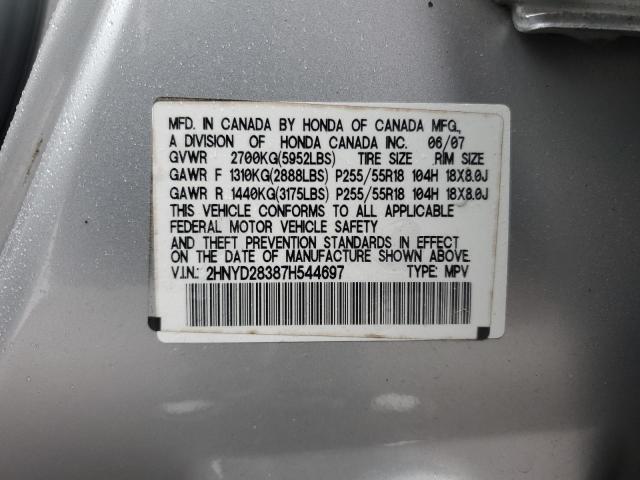 MFD. IN CANADA BY HONDA OF CANADA MFG.,
A DIVISION OF HONDA CANADA INC. 06/07
GVWR 2700KG(5952LBS) TIRE SIZE RIM SIZE
GAWR F 1310KG(2888LBS) P255/55R18 104H 18X8.0J
GAWR R 1440KG(3175LBS) P255/55R18 104H 18X8.0J
THIS VEHICLE CONFORMS TO ALL APPLICABLE
FEDERAL MOTOR VEHICLE SAFETY
AND THEFT PREVENTION STANDARDS IN EFFECT
ON THE DATE OF MANUFACTURE SHOWN ABOVE.
V.I.N.: 2HNYD28387H544697 TYPE: MPV